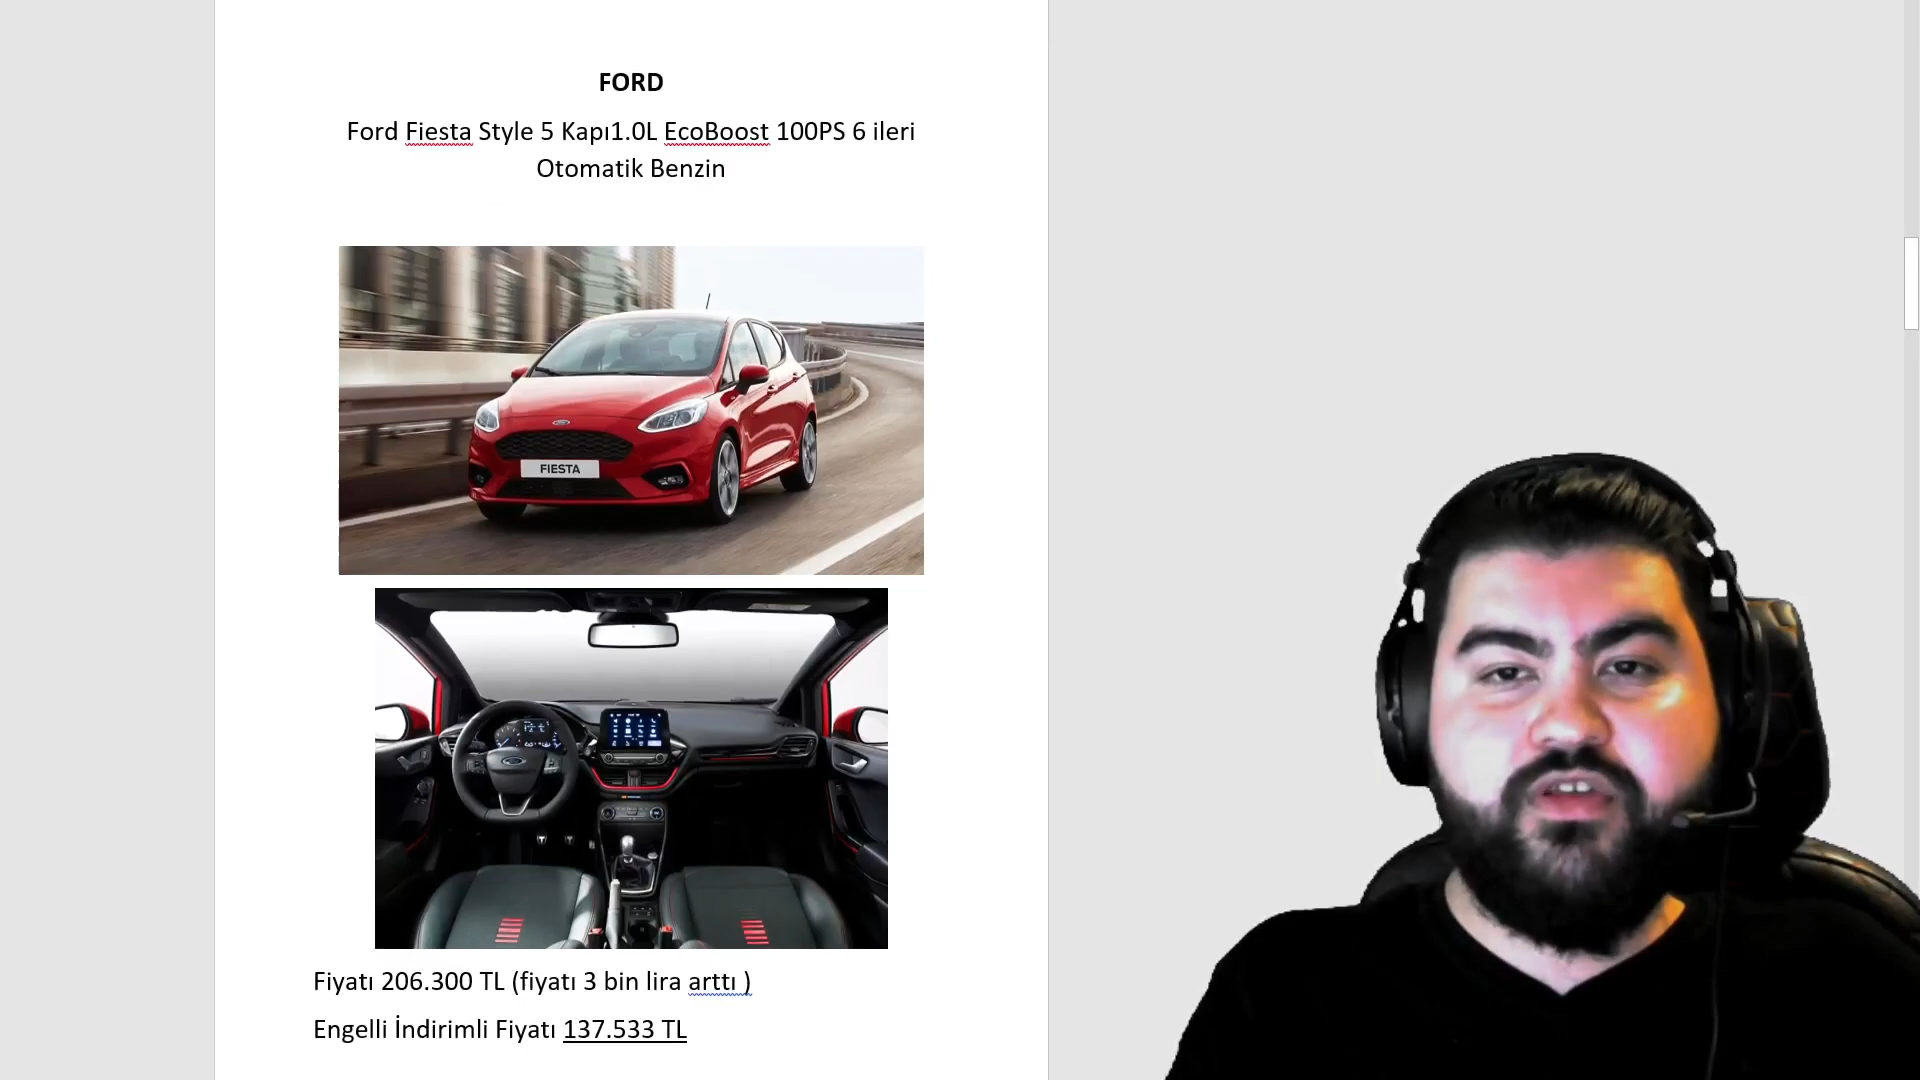 FORD
Ford Fiesta Style 5 Kapı1.0L EcoBoost 100PS 6 ileri
Otomatik Benzin
FIESTA
Fiyatı 206.300 TL (fiyatı 3 bin lira arttı )
Engelli İndirimli Fiyatı 137.533 TL